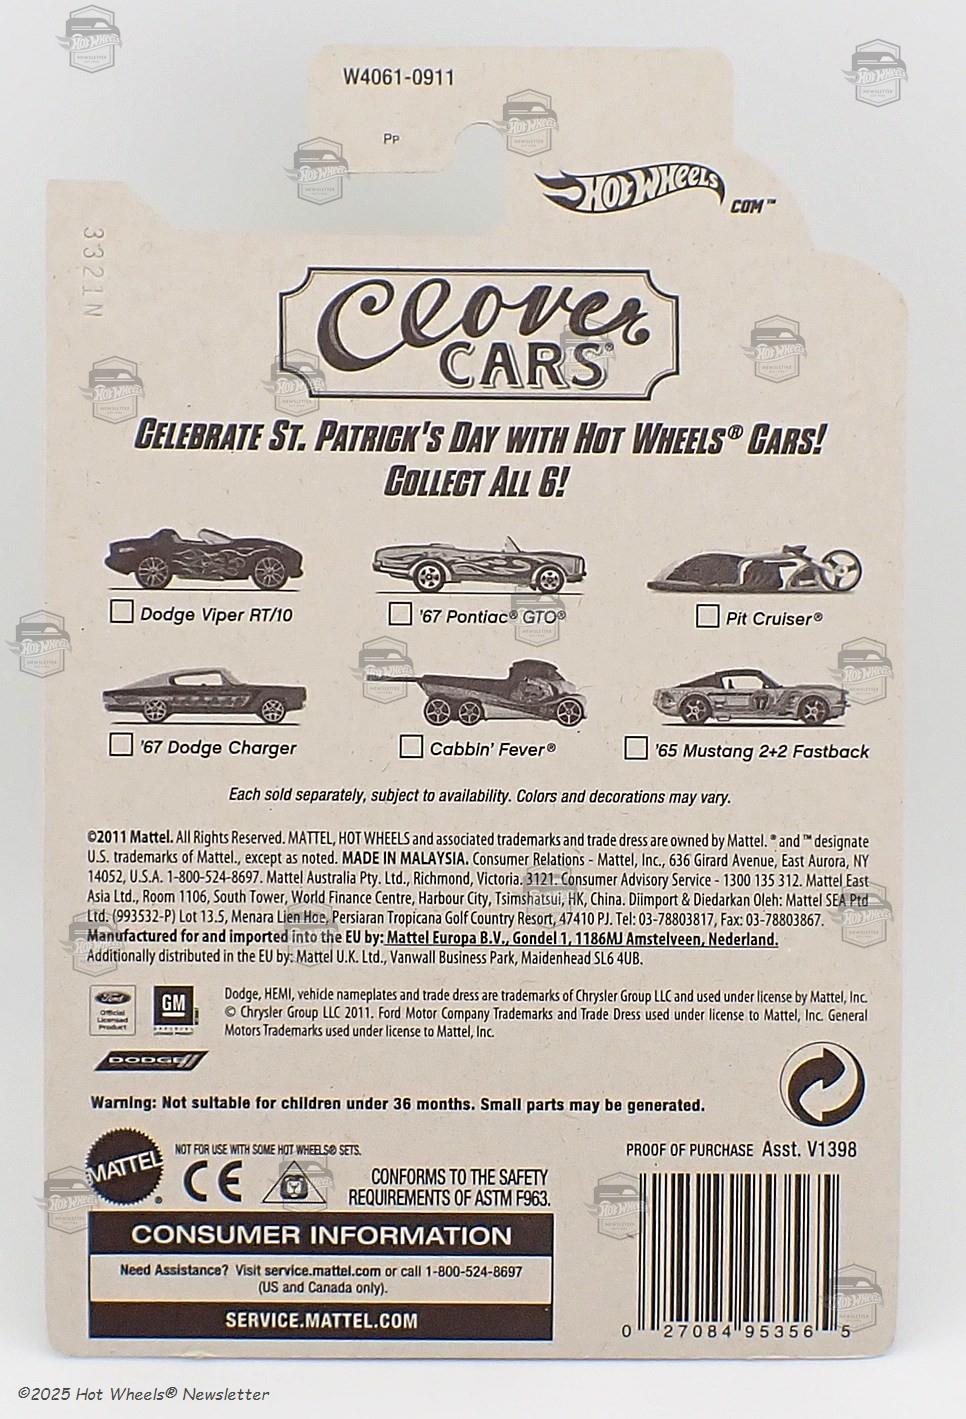 W4061-0911
Pp
Hot Wheels
.COM™
3321N
Clover
CARS®
CELEBRATE ST. PATRICK'S DAY WITH HOT WHEELS® CARS!
COLLECT ALL 6!
Dodge Viper RT/10
'67 Pontiac® GTO®
Pit Cruiser®
'67 Dodge Charger
Cabbin' Fever®
'65 Mustang 2+2 Fastback
Each sold separately, subject to availability. Colors and decorations may vary.
©2011 Mattel. All Rights Reserved. MATTEL, HOT WHEELS and associated trademarks and trade dress are owned by Mattel. ® and ™ designate
U.S. trademarks of Mattel., except as noted. MADE IN MALAYSIA. Consumer Relations - Mattel, Inc., 636 Girard Avenue, East Aurora, NY
14052, U.S.A. 1-800-524-8697. Mattel Australia Pty. Ltd., Richmond, Victoria. 3121. Consumer Advisory Service - 1300 135 312. Mattel East
Asia Ltd., Room 1106, South Tower, World Finance Centre, Harbour City, Tsimshatsui, HK, China. Diimport & Diedarkan Oleh: Mattel SEA Ptd
Ltd. (993532-P) Lot 13.5, Menara Lien Hoe, Persiaran Tropicana Golf Country Resort, 47410 PJ. Tel: 03-78803817, Fax: 03-78803867.
Manufactured for and imported into the EU by: Mattel Europa B.V., Gondel 1, 1186MJ Amstelveen, Nederland.
Additionally distributed in the EU by: Mattel U.K. Ltd., Vanwall Business Park, Maidenhead SL6 4UB.
Ford
Official
Licensed
Product
GM
Dodge, HEMI, vehicle nameplates and trade dress are trademarks of Chrysler Group LLC and used under license by Mattel, Inc.
© Chrysler Group LLC 2011. Ford Motor Company Trademarks and Trade Dress used under license to Mattel, Inc. General
Motors Trademarks used under license to Mattel, Inc.
DODGE
Warning: Not suitable for children under 36 months. Small parts may be generated.
MATTEL®
NOT FOR USE WITH SOME HOT WHEELS® SETS.
CE
CONFORMS TO THE SAFETY
REQUIREMENTS OF ASTM F963.
PROOF OF PURCHASE Asst. V1398
CONSUMER INFORMATION
Need Assistance? Visit service.mattel.com or call 1-800-524-8697
(US and Canada only).
SERVICE.MATTEL.COM
0 27084 95356 5
©2025 Hot Wheels® Newsletter